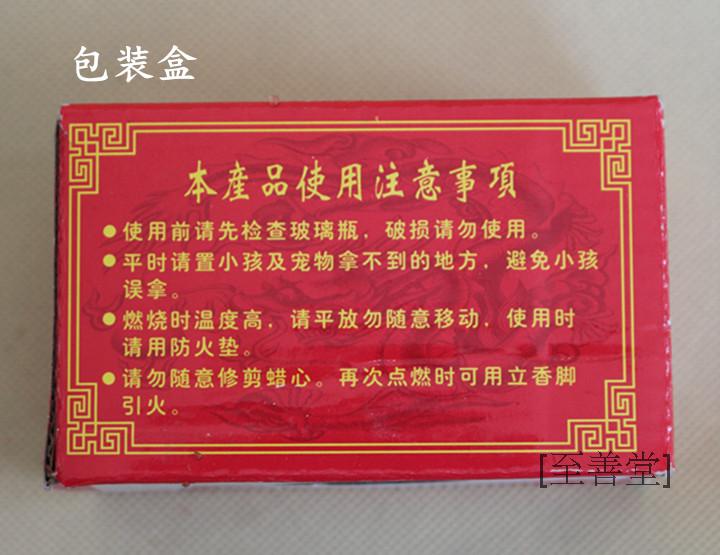 包装盒
本產品使用注意事項
●使用前请先检查玻璃瓶，破损请勿使用。
●平时请置小孩及宠物拿不到的地方，避免小孩
误拿。
●燃烧时温度高，请平放勿随意移动，使用时
请用防火垫。
●请勿随意修剪蜡心。再次点燃时可用立香脚
引火。
[至善堂]